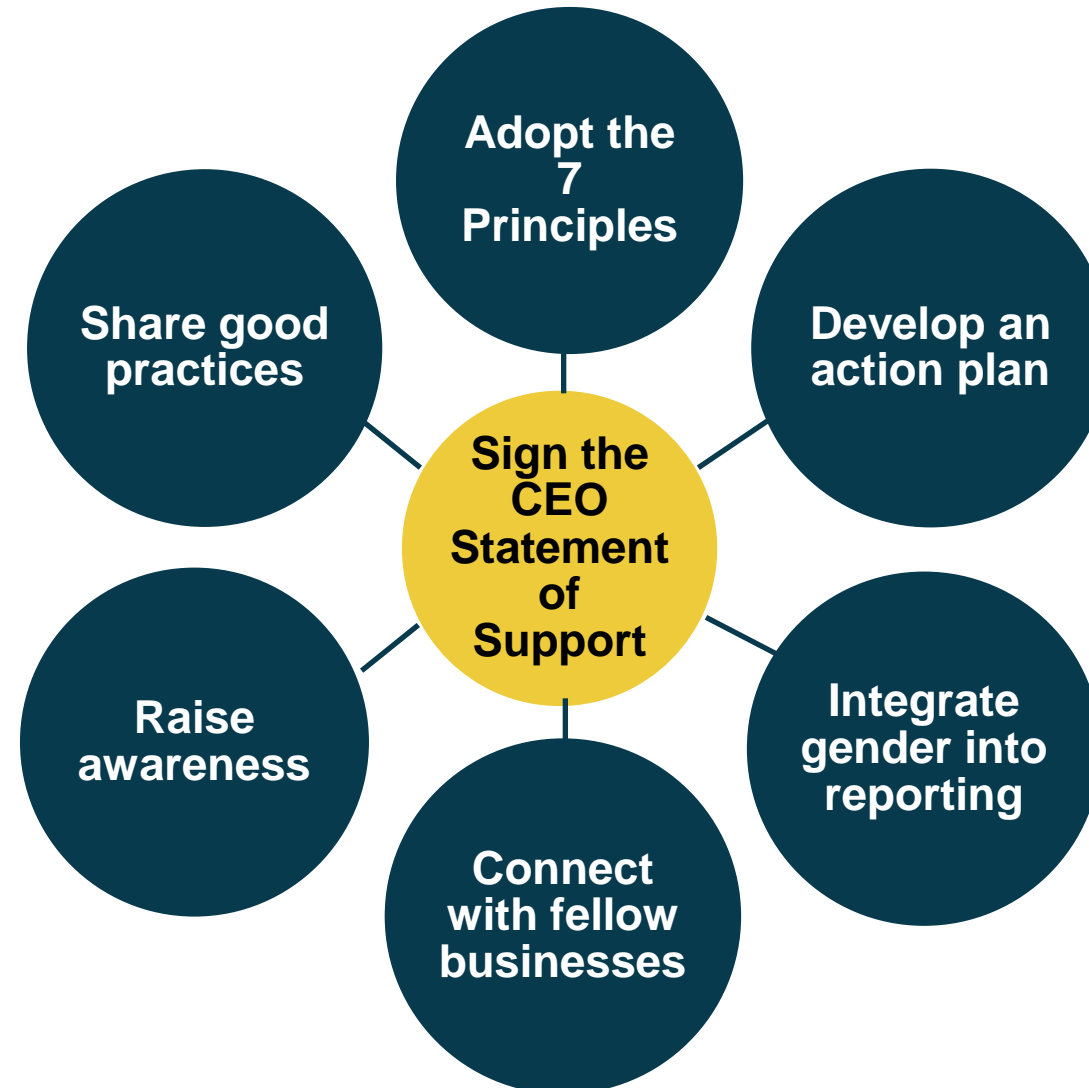 Adopt the
7
Principles
Share good
practices
Develop an
action plan
Sign the
CEO
Statement
of
Support
Raise
awareness
Integrate
gender into
reporting
Connect
with fellow
businesses